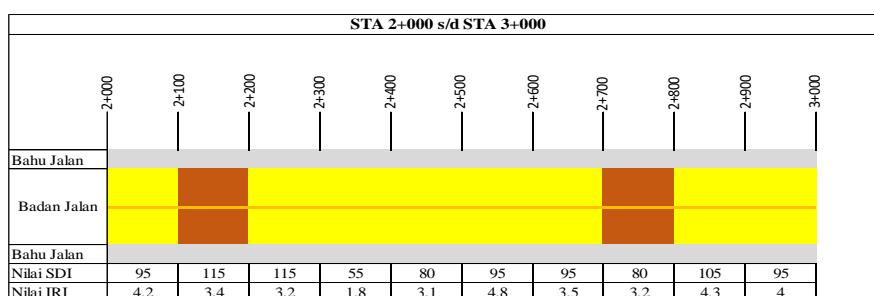 STA 2+000 s/d STA 3+000
2+000 2+100 2+200 2+300 2+400 2+500 2+600 2+700 2+800 2+900 3+000
Bahu Jalan
Badan Jalan
Bahu Jalan
Nilai SDI 95 115 115 55 80 95 95 80 105 95
Nilai IRI 4.2 3.4 3.2 1.8 3.1 4.8 3.5 3.2 4.3 4